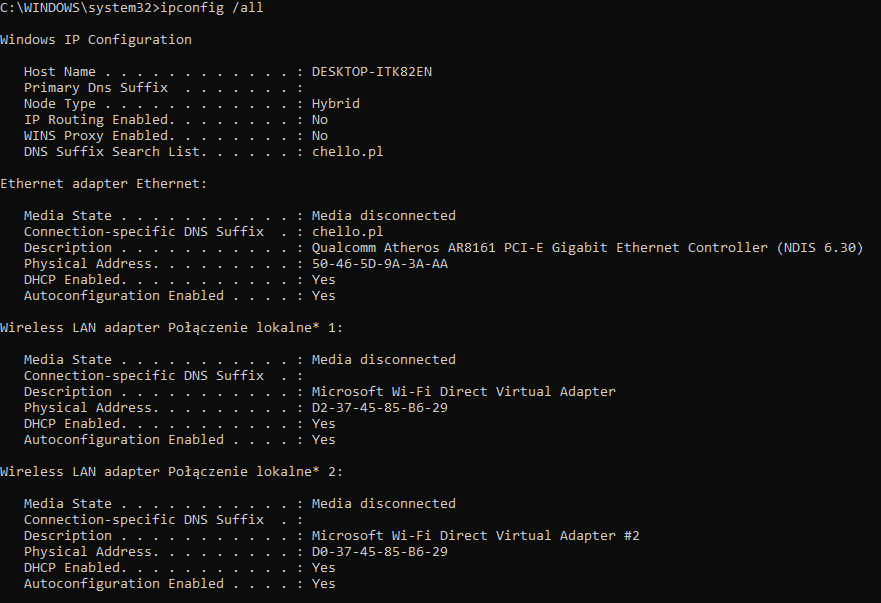 C:\WINDOWS\system32>ipconfig /all
Windows IP Configuration
Host Name . . . . . . . . . . . . : DESKTOP-ITK82EN
Primary Dns Suffix  . . . . . . . :
Node Type . . . . . . . . . . . . : Hybrid
IP Routing Enabled. . . . . . . . : No
WINS Proxy Enabled. . . . . . . . : No
DNS Suffix Search List. . . . . . : chello.pl
Ethernet adapter Ethernet:
Media State . . . . . . . . . . . : Media disconnected
Connection-specific DNS Suffix  . : chello.pl
Description . . . . . . . . . . . : Qualcomm Atheros AR8161 PCI-E Gigabit Ethernet Controller (NDIS 6.30)
Physical Address. . . . . . . . . : 50-46-5D-9A-3A-AA
DHCP Enabled. . . . . . . . . . . : Yes
Autoconfiguration Enabled . . . . : Yes
Wireless LAN adapter Połączenie lokalne* 1:
Media State . . . . . . . . . . . : Media disconnected
Connection-specific DNS Suffix  . :
Description . . . . . . . . . . . : Microsoft Wi-Fi Direct Virtual Adapter
Physical Address. . . . . . . . . : D2-37-45-85-B6-29
DHCP Enabled. . . . . . . . . . . : Yes
Autoconfiguration Enabled . . . . : Yes
Wireless LAN adapter Połączenie lokalne* 2:
Media State . . . . . . . . . . . : Media disconnected
Connection-specific DNS Suffix  . :
Description . . . . . . . . . . . : Microsoft Wi-Fi Direct Virtual Adapter #2
Physical Address. . . . . . . . . : D0-37-45-85-B6-29
DHCP Enabled. . . . . . . . . . . : Yes
Autoconfiguration Enabled . . . . : Yes